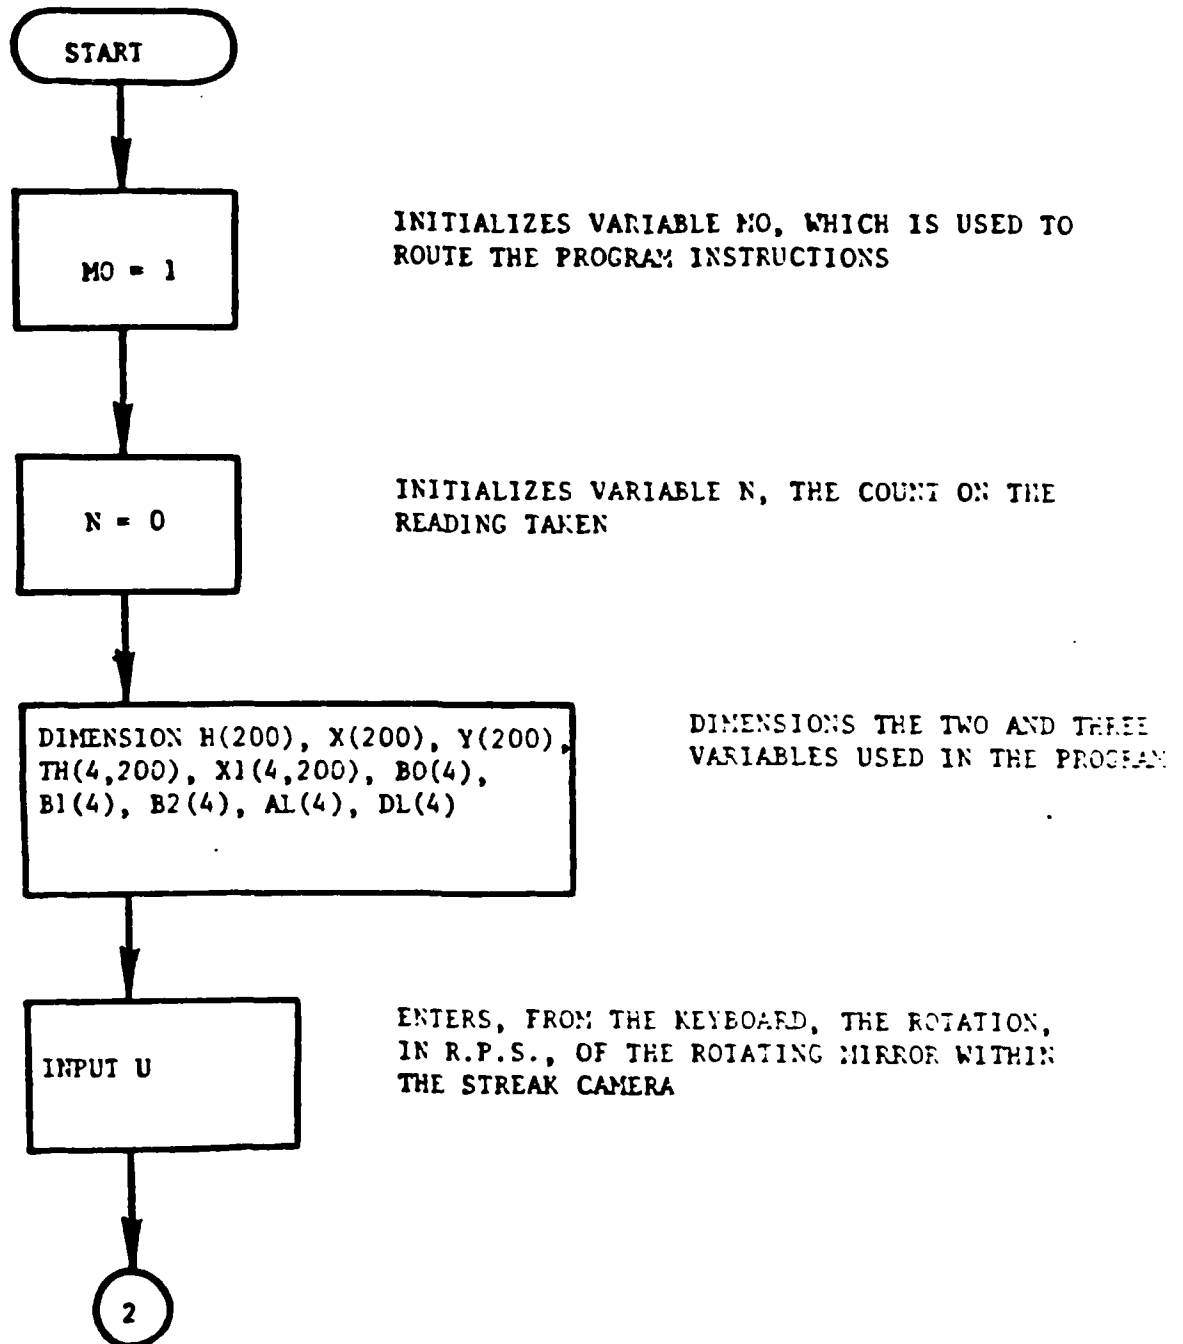 START
MO = 1
INITIALIZES VARIABLE MO, WHICH IS USED TO
ROUTE THE PROGRAM INSTRUCTIONS
N = 0
INITIALIZES VARIABLE N, THE COUNT ON THE
READING TAKEN
DIMENSION H(200), X(200), Y(200),
TH(4,200), X1(4,200), B0(4),
B1(4), B2(4), AL(4), DL(4)
DIMENSIONS THE TWO AND THREE
VARIABLES USED IN THE PROGRAM
INPUT U
ENTERS, FROM THE KEYBOARD, THE ROTATION,
IN R.P.S., OF THE ROTATING MIRROR WITHIN
THE STREAK CAMERA
2